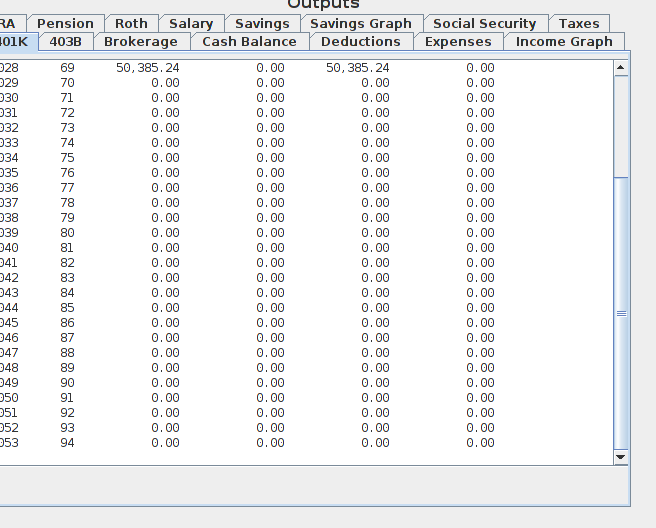 Outputs
RA Pension Roth Salary Savings Savings Graph Social Security Taxes
401K 403B Brokerage Cash Balance Deductions Expenses Income Graph
028 69 50,385.24 0.00 50,385.24 0.00
029 70 0.00 0.00 0.00 0.00
030 71 0.00 0.00 0.00 0.00
031 72 0.00 0.00 0.00 0.00
032 73 0.00 0.00 0.00 0.00
033 74 0.00 0.00 0.00 0.00
034 75 0.00 0.00 0.00 0.00
035 76 0.00 0.00 0.00 0.00
036 77 0.00 0.00 0.00 0.00
037 78 0.00 0.00 0.00 0.00
038 79 0.00 0.00 0.00 0.00
039 80 0.00 0.00 0.00 0.00
040 81 0.00 0.00 0.00 0.00
041 82 0.00 0.00 0.00 0.00
042 83 0.00 0.00 0.00 0.00
043 84 0.00 0.00 0.00 0.00
044 85 0.00 0.00 0.00 0.00
045 86 0.00 0.00 0.00 0.00
046 87 0.00 0.00 0.00 0.00
047 88 0.00 0.00 0.00 0.00
048 89 0.00 0.00 0.00 0.00
049 90 0.00 0.00 0.00 0.00
050 91 0.00 0.00 0.00 0.00
051 92 0.00 0.00 0.00 0.00
052 93 0.00 0.00 0.00 0.00
053 94 0.00 0.00 0.00 0.00